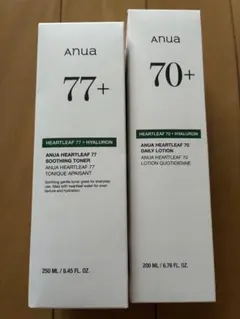 Anua
77+
HEARTLEAF 77 + HYALURON
ANUA HEARTLEAF 77
SOOTHING TONER
ANUA HEARTLEAF 77
TONIQUE APAISANT
250 ML / 8.45 FL. OZ.
Anua
70+
HEARTLEAF 70 + HYALURON
ANUA HEARTLEAF 70
DAILY LOTION
ANUA HEARTLEAF 70
LOTION QUOTIDIENNE
200 ML / 6.76 FL. OZ.